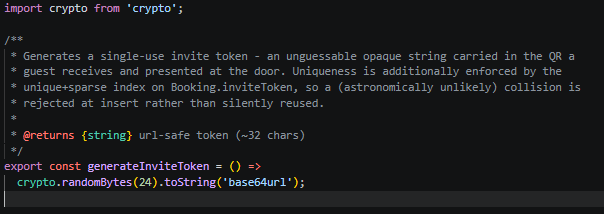 import crypto from 'crypto';

/**
 * Generates a single-use invite token - an unguessable opaque string carried in the QR a
 * guest receives and presented at the door. Uniqueness is additionally enforced by the
 * unique+sparse index on Booking.inviteToken, so a (astronomically unlikely) collision is
 * rejected at insert rather than silently reused.
 *
 * @returns {string} url-safe token (~32 chars)
 */
export const generateInviteToken = () =>
  crypto.randomBytes(24).toString('base64url');